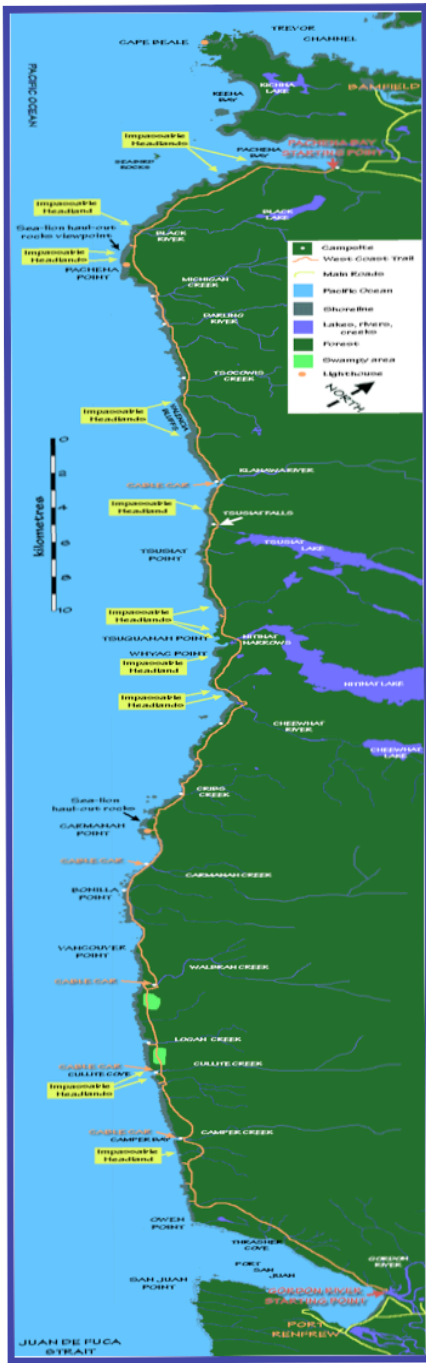 TREVOR
CHANNEL
CAPE BEALE
PACIFIC OCEAN
KEEHA
BAY
KICHHA
LAKE
BAMFIELD
Impassable
Headlands
SEABIRD
ROCKS
PACHENA
BAY
PACHENA BAY
STARTING POINT
Impassable
Headland
Sea-lion haul-out
rocks viewpoint
Impassable
Headlands
PACHENA
POINT
BLACK
LAKE
BLACK
RIVER
MICHIGAN
CREEK
DARLING
RIVER
TSOCOWIS
CREEK
Campsite
West Coast Trail
Main Roads
Pacific Ocean
Shoreline
Lakes, rivers,
creeks
Forest
Swampy area
Lighthouse
NORTH
Impassable
Headlands
VALENCIA
BLUFFS
0
2
4
6
8
10
kilometres
CABLE CAR
KLANAWA RIVER
Impassable
Headland
TSUSIAT FALLS
TSUSIAT
LAKE
TSUSIAT
POINT
Impassable
Headlands
TSUQUANAH POINT
NITINAT
NARROWS
WHYAC POINT
Impassable
Headland
NITINAT LAKE
Impassable
Headlands
CHEEWHAT
RIVER
CHEEWHAT
LAKE
CRIBS
CREEK
Sea-lion
haul-out rocks
CARMANAH
POINT
CABLE CAR
CARMANAH CREEK
BONILLA
POINT
VANCOUVER
POINT
WALBRAN CREEK
CABLE CAR
LOGAN CREEK
CULLITE CREEK
CABLE CAR
CULLITE COVE
Impassable
Headlands
CABLE CAR
CAMPER BAY
CAMPER CREEK
Impassable
Headland
OWEN
POINT
THRASHER
COVE
PORT
SAN
JUAN
GORDON
RIVER
SAN JUAN
POINT
GORDON RIVER
STARTING POINT
PORT
RENFREW
JUAN DE FUCA
STRAIT